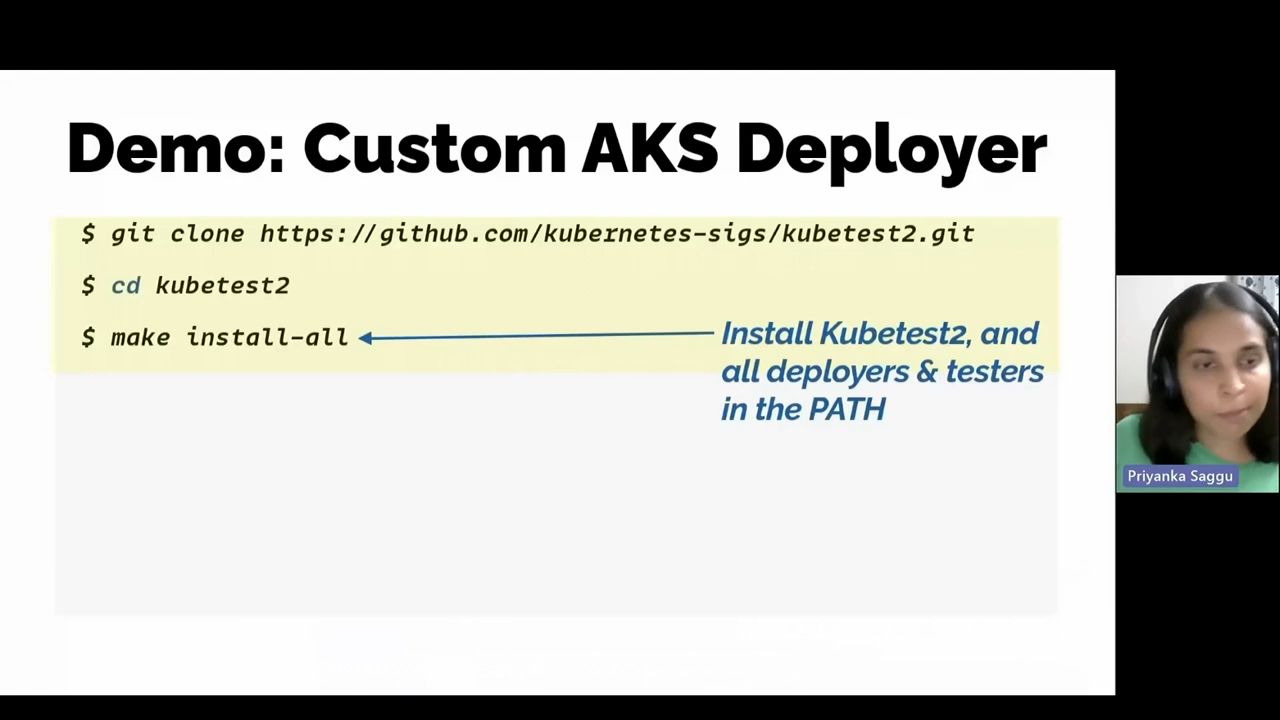 Demo: Custom AKS Deployer
$ git clone https://github.com/kubernetes-sigs/kubetest2.git
$ cd kubetest2
$ make install-all
Install Kubetest2, and
all deployers & testers
in the PATH
Priyanka Saggu